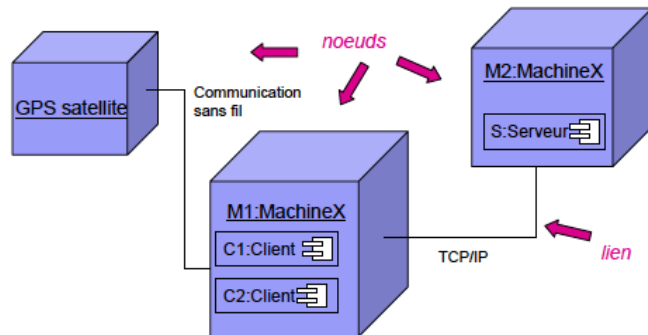 noeuds
GPS satellite
Communication
sans fil
M2:MachineX
S:Serveur
M1:MachineX
C1:Client
C2:Client
TCP/IP
lien